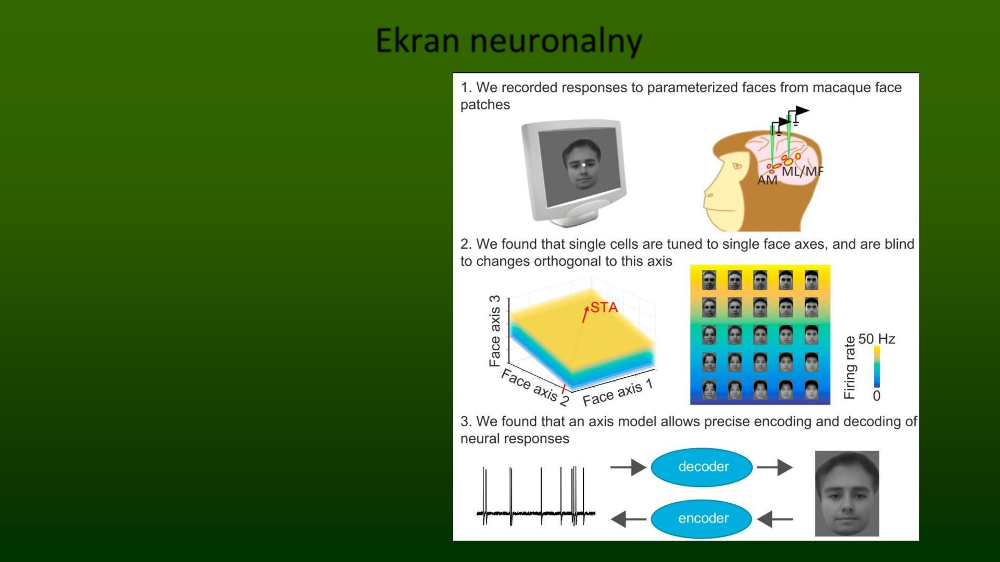 Ekran neuronalny
1. We recorded responses to parameterized faces from macaque face
patches
AM
ML/MF
2. We found that single cells are tuned to single face axes, and are blind
to changes orthogonal to this axis
STA
Face axis 3
Face axis 2
Face axis 1
Firing rate
50 Hz
0
3. We found that an axis model allows precise encoding and decoding of
neural responses
decoder
encoder